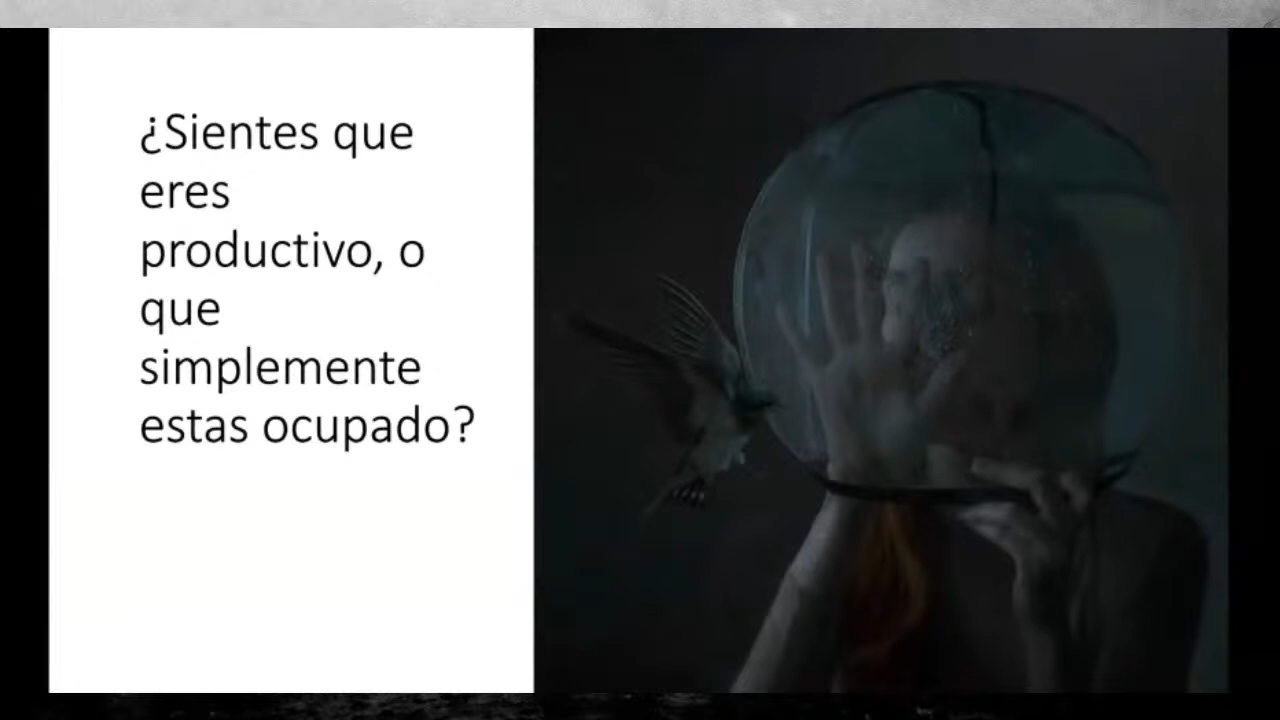 ¿Sientes que
eres
productivo, o
que
simplemente
estas ocupado?